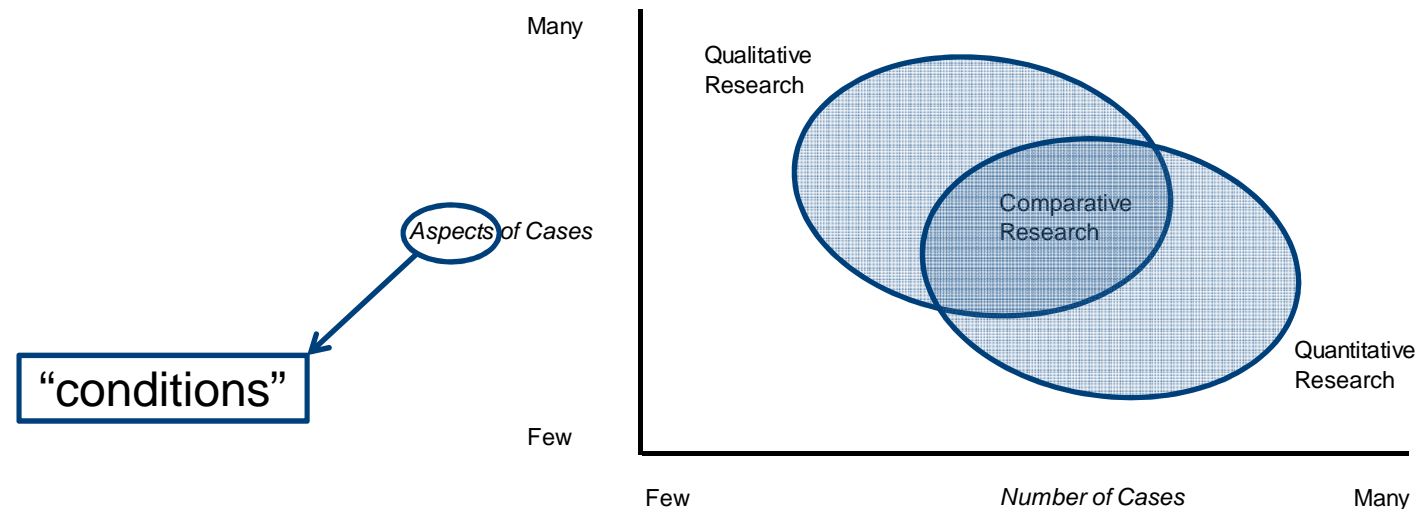 Many
Qualitative
Research
Comparative
Research
Aspects of Cases
“conditions”
Quantitative
Research
Few
Few
Number of Cases
Many